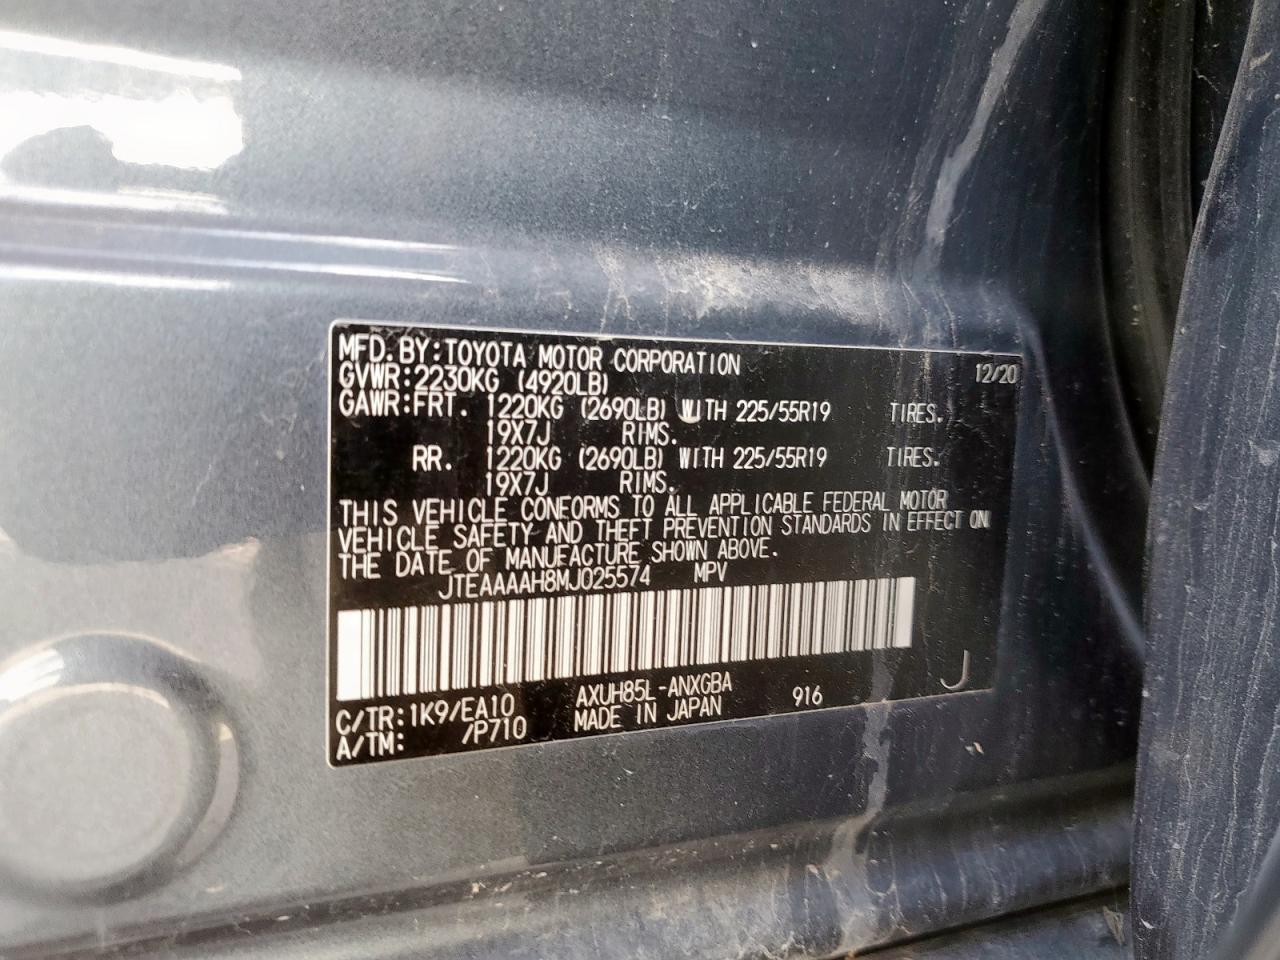 MFD.BY:TOYOTA MOTOR CORPORATION 12/20
GVWR:2230KG (4920LB)
GAWR:FRT. 1220KG (2690LB) WITH 225/55R19 TIRES.
19X7J RIMS.
RR. 1220KG (2690LB) WITH 225/55R19 TIRES.
19X7J RIMS.
THIS VEHICLE CONFORMS TO ALL APPLICABLE FEDERAL MOTOR
VEHICLE SAFETY AND THEFT PREVENTION STANDARDS IN EFFECT ON
THE DATE OF MANUFACTURE SHOWN ABOVE.
JTEAAAAH8MJ025574 MPV
C/TR:1K9/EA10 AXUH85L-ANXGBA 916 J
A/TM: /P710 MADE IN JAPAN